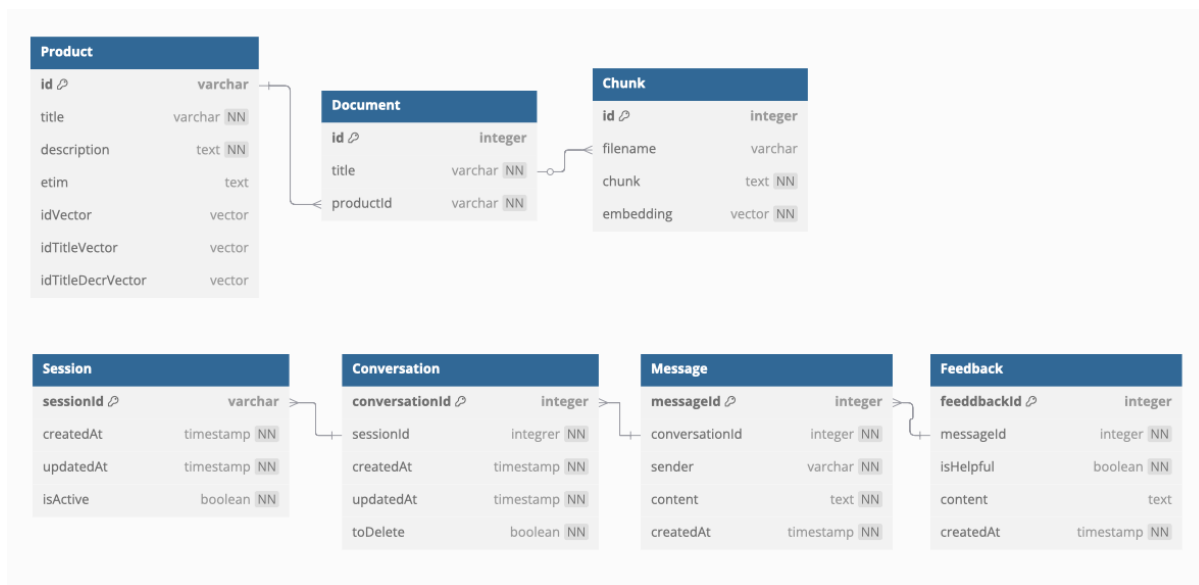 Product
id varchar
title varchar NN
description text NN
etim text
idVector vector
idTitleVector vector
idTitleDecrVector vector
Document
id integer
title varchar NN
productId varchar NN
Chunk
id integer
filename varchar
chunk text NN
embedding vector NN
Session
sessionId varchar
createdAt timestamp NN
updatedAt timestamp NN
isActive boolean NN
Conversation
conversationId integer
sessionId integrer NN
createdAt timestamp NN
updatedAt timestamp NN
toDelete boolean NN
Message
messageId integer
conversationId integer NN
sender varchar NN
content text NN
createdAt timestamp NN
Feedback
feeddbackId integer
messageId integer NN
isHelpful boolean NN
content text
createdAt timestamp NN